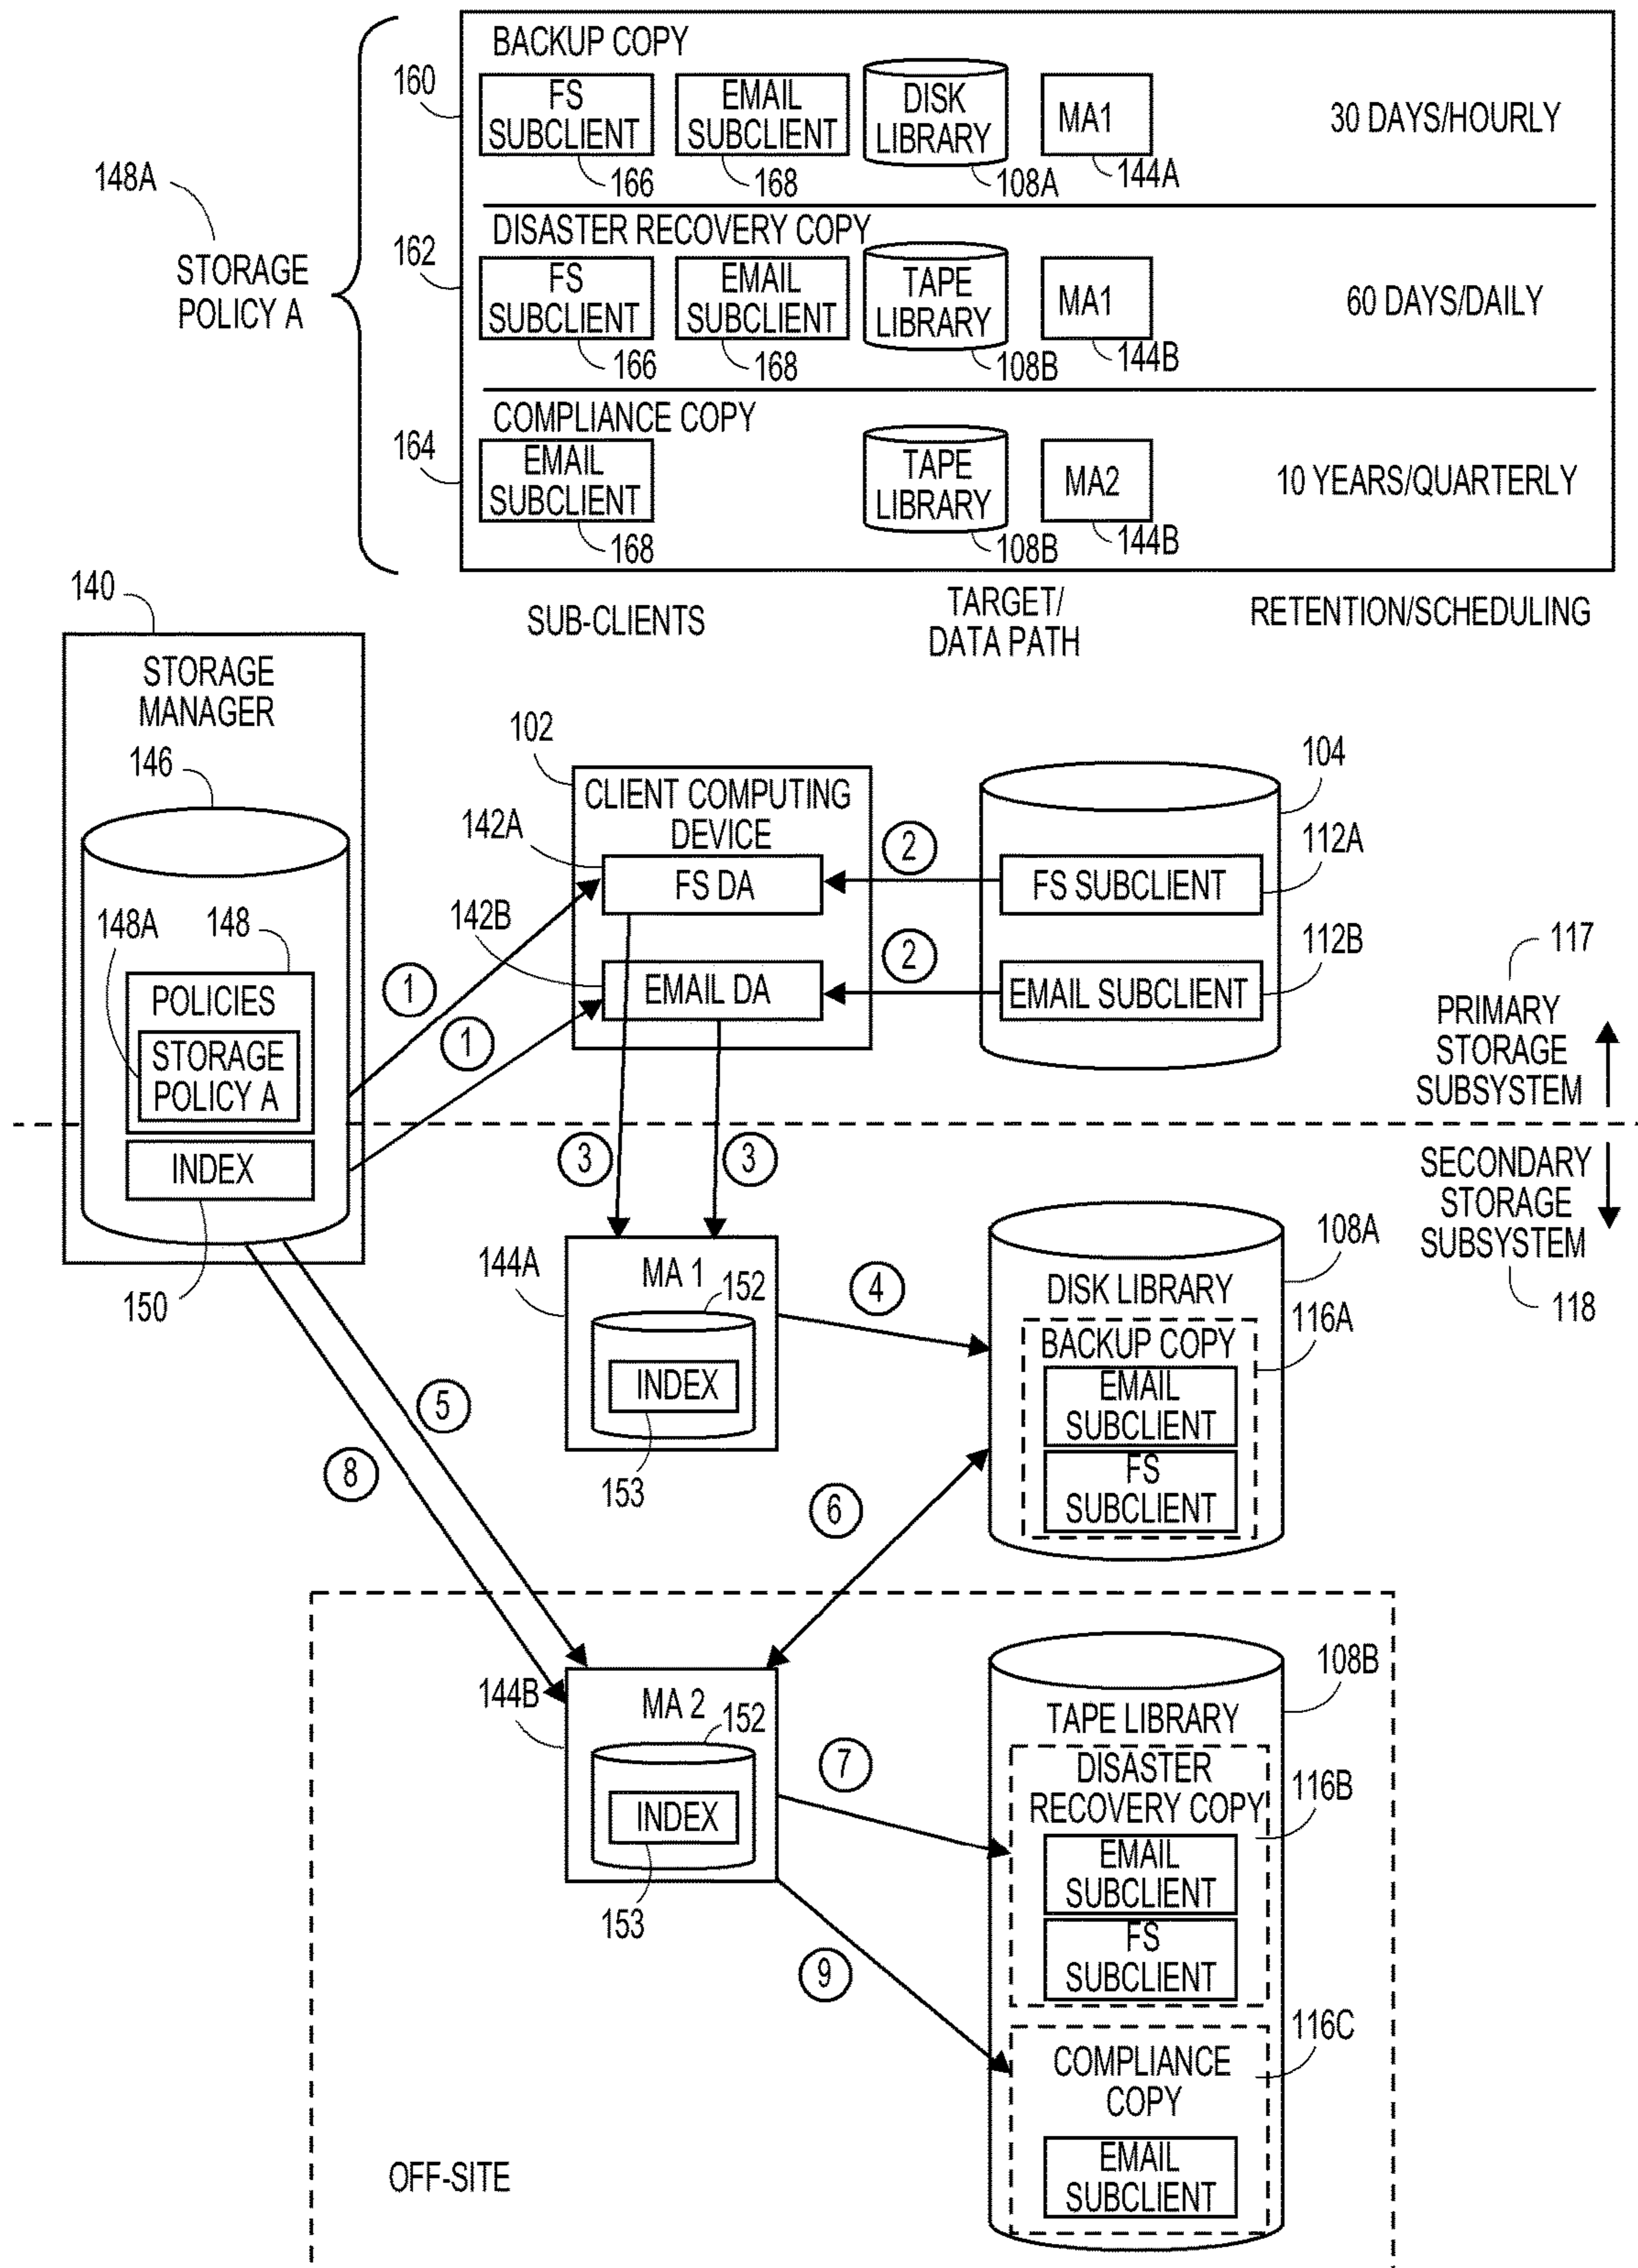 BACKUP COPY
160
FS
SUBCLIENT
166
EMAIL
SUBCLIENT
168
DISK
LIBRARY
108A
MA1
144A
30 DAYS/HOURLY
148A
STORAGE
POLICY A
DISASTER RECOVERY COPY
162
FS
SUBCLIENT
166
EMAIL
SUBCLIENT
168
TAPE
LIBRARY
108B
MA1
144B
60 DAYS/DAILY
COMPLIANCE COPY
164
EMAIL
SUBCLIENT
168
TAPE
LIBRARY
108B
MA2
144B
10 YEARS/QUARTERLY
SUB-CLIENTS
TARGET/
DATA PATH
RETENTION/SCHEDULING
140
STORAGE
MANAGER
146
148A
148
POLICIES
STORAGE
POLICY A
INDEX
150
102
CLIENT COMPUTING
DEVICE
142A
FS DA
142B
EMAIL DA
1
1
2
2
104
FS SUBCLIENT
112A
EMAIL SUBCLIENT
112B
117
PRIMARY
STORAGE
SUBSYSTEM
SECONDARY
STORAGE
SUBSYSTEM
118
3
3
144A
MA 1
152
INDEX
153
4
108A
DISK LIBRARY
116A
BACKUP COPY
EMAIL
SUBCLIENT
FS
SUBCLIENT
5
8
6
144B
MA 2
152
INDEX
153
7
9
108B
TAPE LIBRARY
DISASTER
RECOVERY COPY
116B
EMAIL
SUBCLIENT
FS
SUBCLIENT
116C
COMPLIANCE
COPY
EMAIL
SUBCLIENT
OFF-SITE